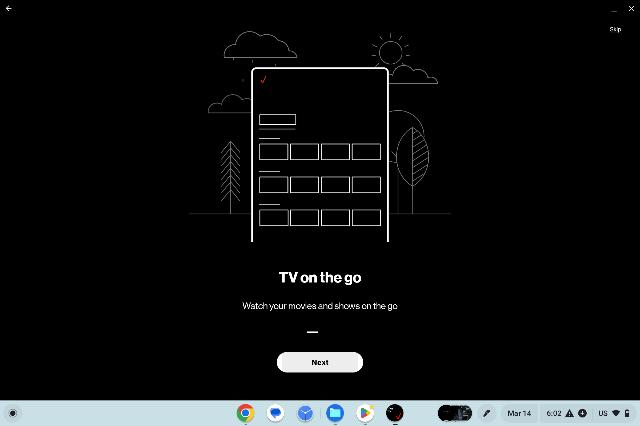 Skip
TV on the go
Watch your movies and shows on the go
Next
Mar 14
6:02
US